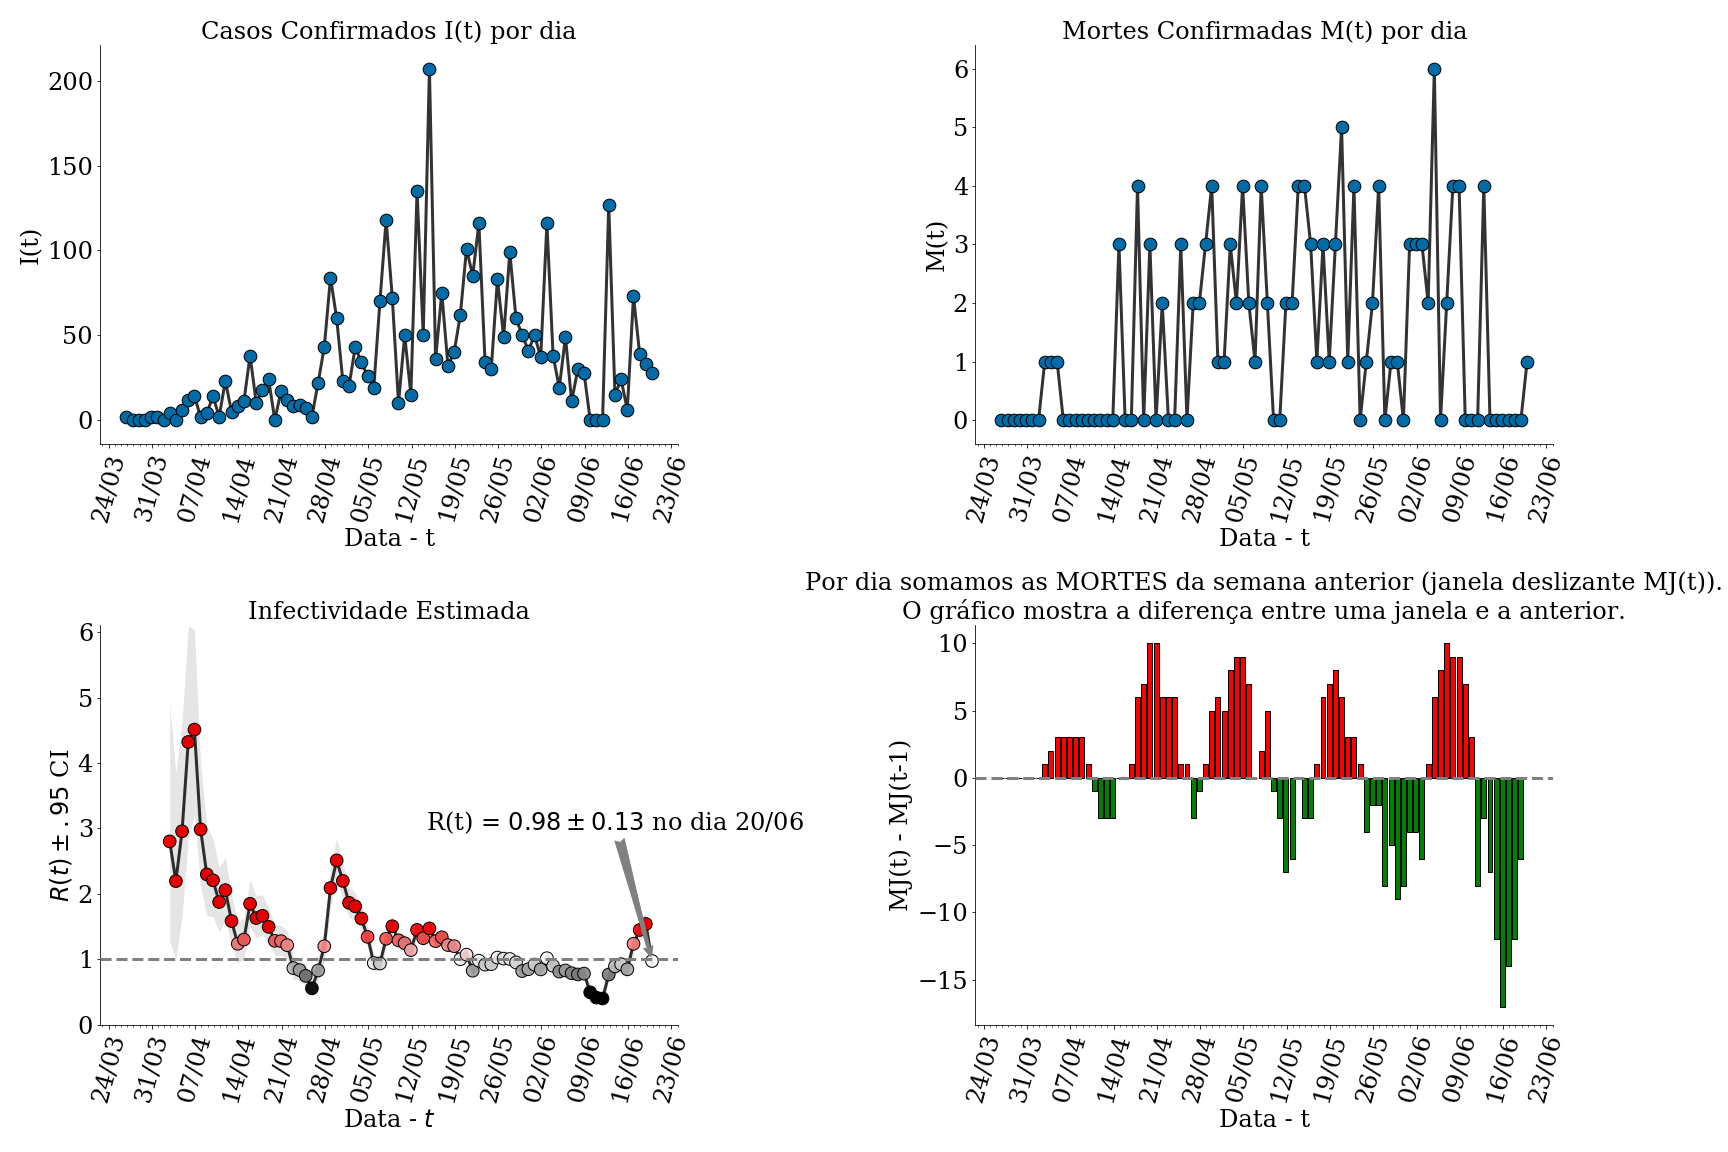 Casos Confirmados I(t) por dia
I(t)
200
150
100
50
0
24/03 31/03 07/04 14/04 21/04 28/04 05/05 12/05 19/05 26/05 02/06 09/06 16/06 23/06
Data - t
Mortes Confirmadas M(t) por dia
M(t)
6
5
4
3
2
1
0
24/03 31/03 07/04 14/04 21/04 28/04 05/05 12/05 19/05 26/05 02/06 09/06 16/06 23/06
Data - t
Infectividade Estimada
R(t) ± .95 CI
6
5
4
3
2
1
0
R(t) = 0.98 ± 0.13 no dia 20/06
24/03 31/03 07/04 14/04 21/04 28/04 05/05 12/05 19/05 26/05 02/06 09/06 16/06 23/06
Data - t
Por dia somamos as MORTES da semana anterior (janela deslizante MJ(t)).
O gráfico mostra a diferença entre uma janela e a anterior.
MJ(t) - MJ(t-1)
10
5
0
−5
−10
−15
24/03 31/03 07/04 14/04 21/04 28/04 05/05 12/05 19/05 26/05 02/06 09/06 16/06 23/06
Data - t